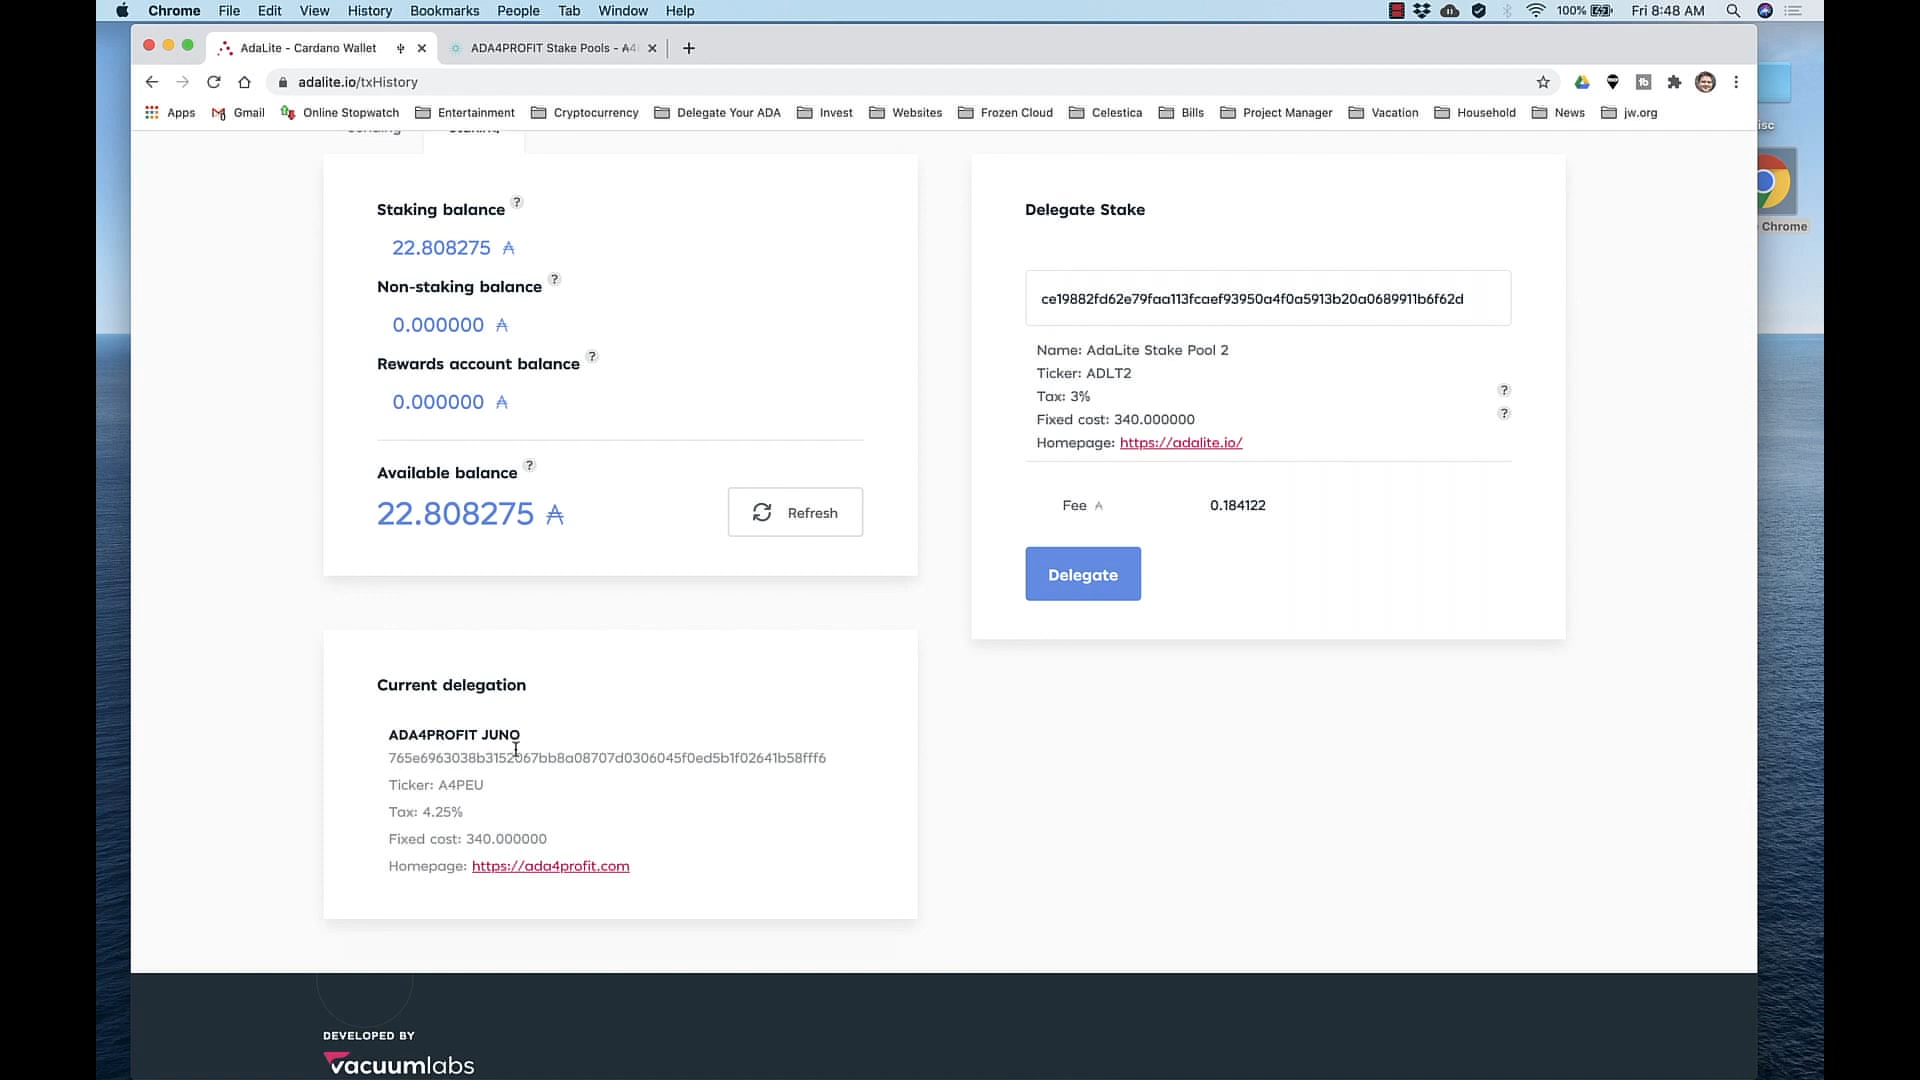 Chrome File Edit View History Bookmarks People Tab Window Help 100% Fri 8:48 AM
AdaLite - Cardano Wallet ADA4PROFIT Stake Pools - A4
adalite.io/txHistory
Apps Gmail Online Stopwatch Entertainment Cryptocurrency Delegate Your ADA Invest Websites Frozen Cloud Celestica Bills Project Manager Vacation Household News jw.org
isc
Chrome
Staking balance ?
22.808275 ₳
Non-staking balance ?
0.000000 ₳
Rewards account balance ?
0.000000 ₳
Available balance ?
22.808275 ₳
Refresh
Delegate Stake
ce19882fd62e79faa113fcaef93950a4f0a5913b20a0689911b6f62d
Name: AdaLite Stake Pool 2
Ticker: ADLT2
Tax: 3% ?
Fixed cost: 340.000000 ?
Homepage: https://adalite.io/
Fee ₳ 0.184122
Delegate
Current delegation
ADA4PROFIT JUNO
765e6963038b3152067bb8a08707d0306045f0ed5b1f02641b58fff6
Ticker: A4PEU
Tax: 4.25%
Fixed cost: 340.000000
Homepage: https://ada4profit.com
DEVELOPED BY
vacuumlabs